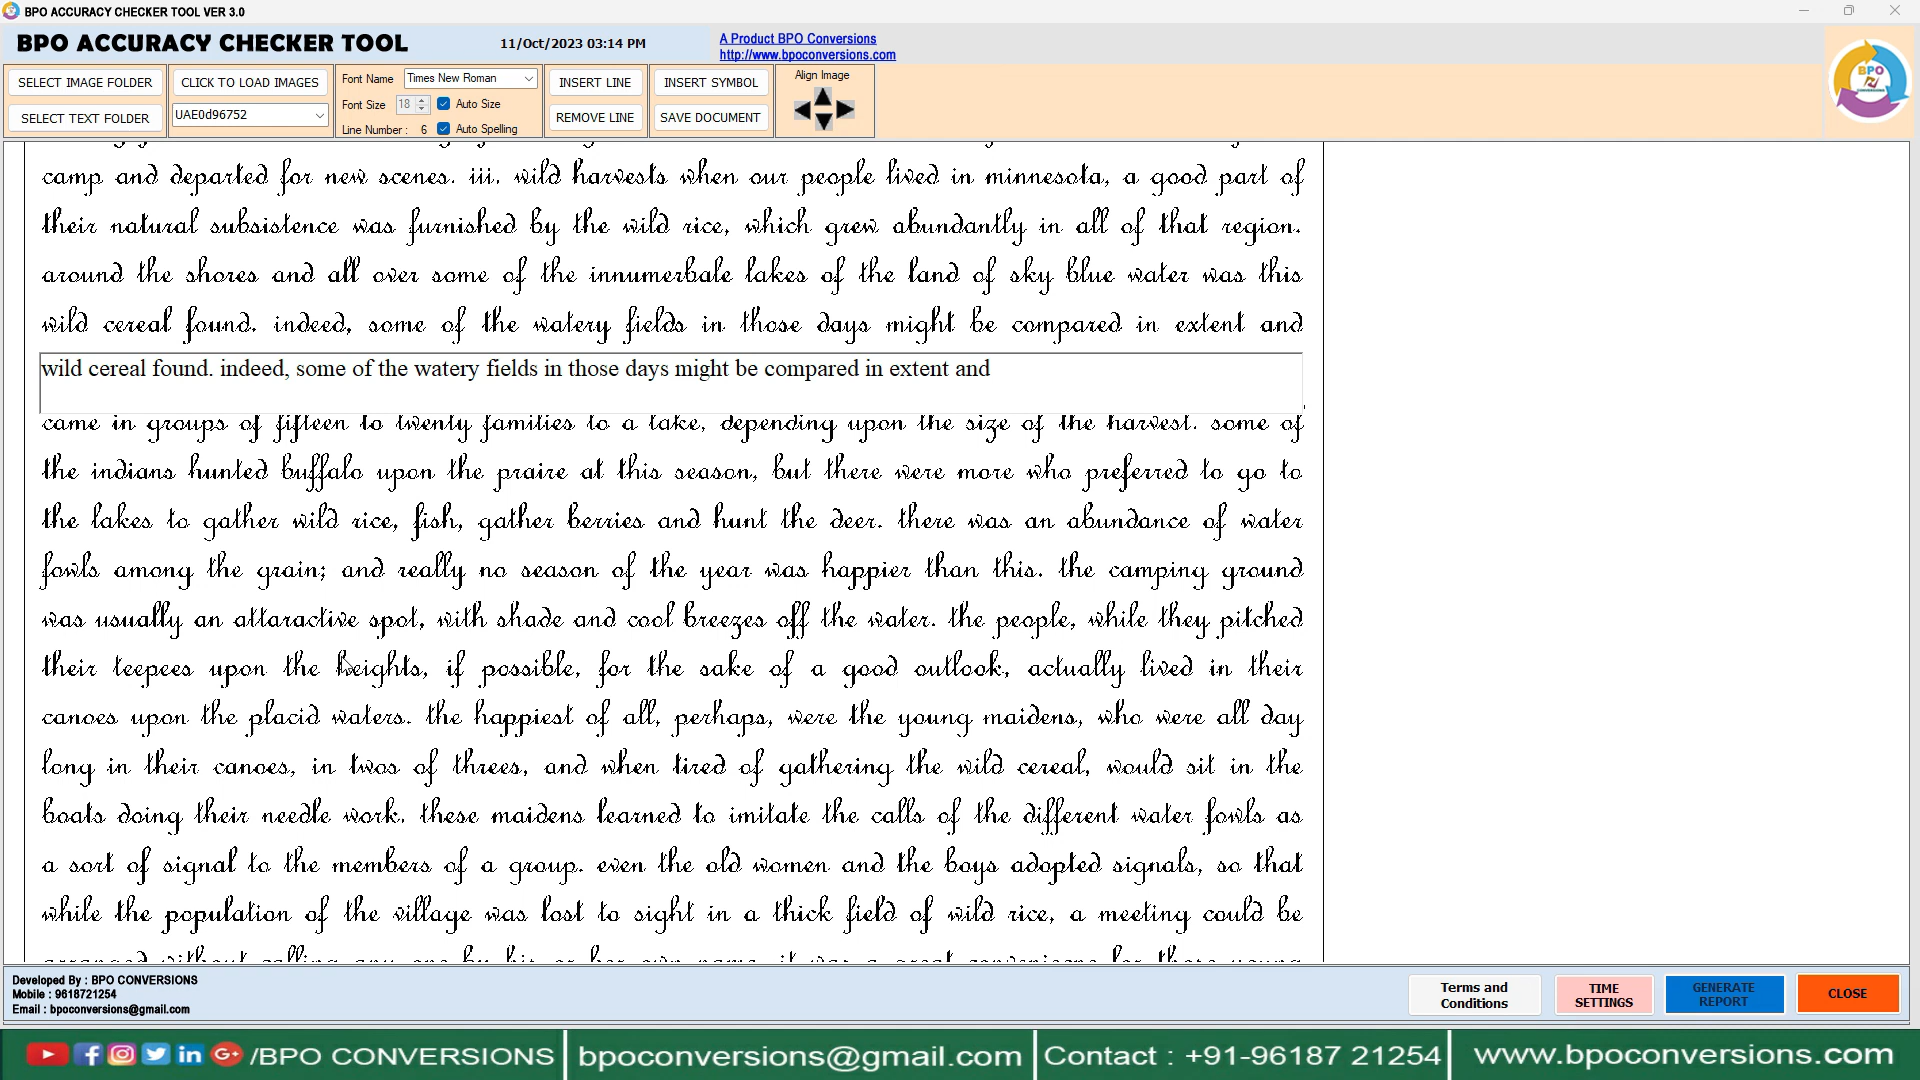 BPO ACCURACY CHECKER TOOL VER 3.0
BPO ACCURACY CHECKER TOOL
11/Oct/2023 03:14 PM
A Product BPO Conversions
http://www.bpoconversions.com
SELECT IMAGE FOLDER
SELECT TEXT FOLDER
CLICK TO LOAD IMAGES
UAE0d96752
Font Name Times New Roman
Font Size 18 Auto Size
Line Number : 6 Auto Spelling
INSERT LINE
REMOVE LINE
INSERT SYMBOL
SAVE DOCUMENT
Align Image
BPO
CONVERSIONS
camp and departed for new scenes. iii. wild harvests when our people lived in minnesota, a good part of
their natural subsistence was furnished by the wild rice, which grew abundantly in all of that region.
around the shores and all over some of the innumerbale lakes of the land of sky blue water was this
wild cereal found. indeed, some of the watery fields in those days might be compared in extent and
wild cereal found. indeed, some of the watery fields in those days might be compared in extent and
came in groups of fifteen to twenty families to a lake, depending upon the size of the harvest. some of
the indians hunted buffalo upon the praire at this season, but there were more who preferred to go to
the lakes to gather wild rice, fish, gather berries and hunt the deer. there was an abundance of water
fowls among the grain; and really no season of the year was happier than this. the camping ground
was usually an attaractive spot, with shade and cool breezes off the water. the people, while they pitched
their teepees upon the heights, if possible, for the sake of a good outlook, actually lived in their
canoes upon the placid waters. the happiest of all, perhaps, were the young maidens, who were all day
long in their canoes, in twos of threes, and when tired of gathering the wild cereal, would sit in the
boats doing their needle work. these maidens learned to imitate the calls of the different water fowls as
a sort of signal to the members of a group. even the old women and the boys adopted signals, so that
while the population of the village was lost to sight in a thick field of wild rice, a meeting could be
arranged without calling any one by his or her own name. it was a great convenience for those young
Developed By : BPO CONVERSIONS
Mobile : 9618721254
Email : bpoconversions@gmail.com
Terms and
Conditions
TIME
SETTINGS
GENERATE
REPORT
CLOSE
/BPO CONVERSIONS
bpoconversions@gmail.com
Contact : +91-96187 21254
www.bpoconversions.com